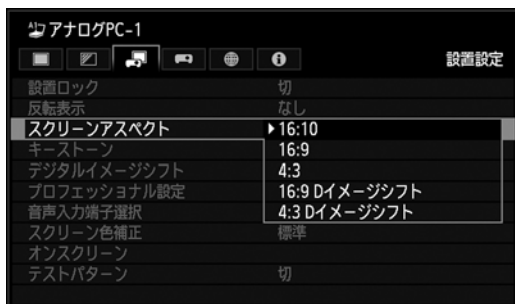 アナログPC-1
設置設定
設置ロック 切
反転表示 なし
スクリーンアスペクト 16:10
キーストーン 16:9
デジタルイメージシフト 4:3
プロフェッショナル設定 16:9 Dイメージシフト
音声入力端子選択 4:3 Dイメージシフト
スクリーン色補正 標準
オンスクリーン
テストパターン 切